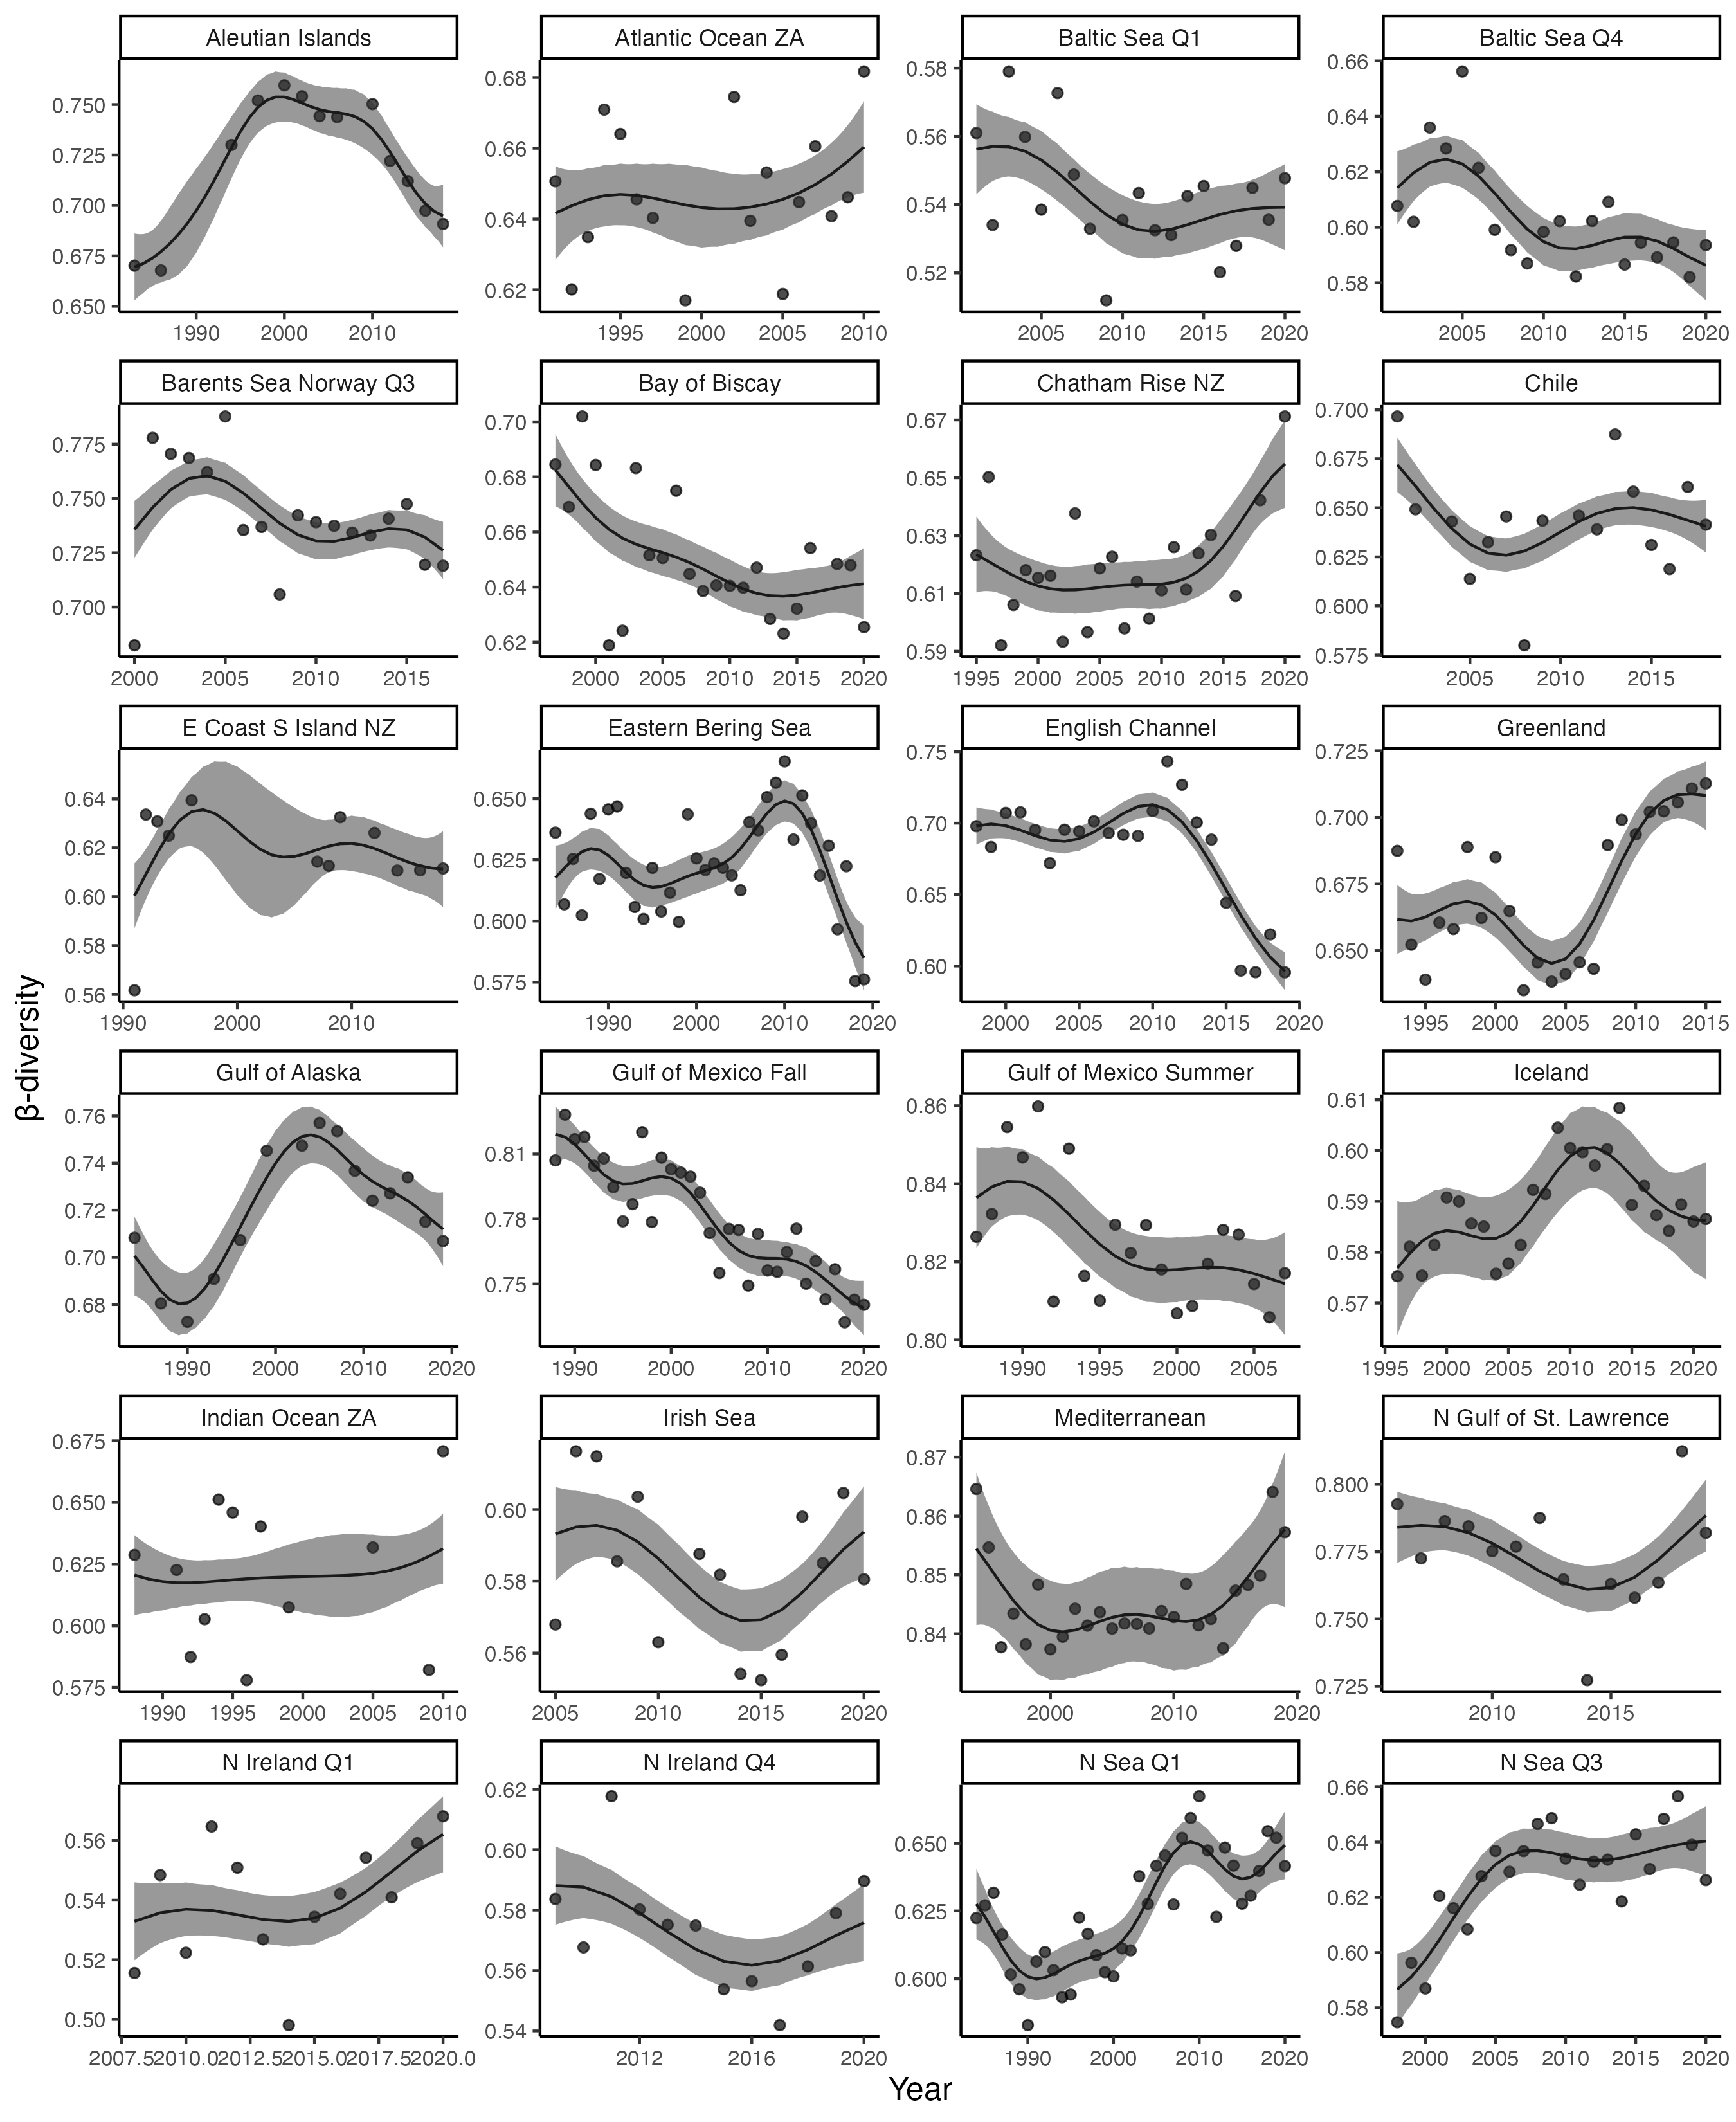 Aleutian Islands Atlantic Ocean ZA Baltic Sea Q1 Baltic Sea Q4
0.750 0.725 0.700 0.675 0.650
0.68 0.66 0.64 0.62
0.58 0.56 0.54 0.52
0.66 0.64 0.62 0.60 0.58
1990 2000 2010 1995 2000 2005 2010 2005 2010 2015 2020 2005 2010 2015 2020
Barents Sea Norway Q3 Bay of Biscay Chatham Rise NZ Chile
0.775 0.750 0.725 0.700
0.70 0.68 0.66 0.64 0.62
0.67 0.65 0.63 0.61 0.59
0.700 0.675 0.650 0.625 0.600 0.575
2000 2005 2010 2015 2000 2005 2010 2015 2020 1995 2000 2005 2010 2015 2020 2005 2010 2015
E Coast S Island NZ Eastern Bering Sea English Channel Greenland
0.64 0.62 0.60 0.58 0.56
0.650 0.625 0.600 0.575
0.75 0.70 0.65 0.60
0.725 0.700 0.675 0.650
1990 2000 2010 1990 2000 2010 2020 2000 2005 2010 2015 2020 1995 2000 2005 2010 2015
β-diversity
Gulf of Alaska Gulf of Mexico Fall Gulf of Mexico Summer Iceland
0.76 0.74 0.72 0.70 0.68
0.81 0.78 0.75
0.86 0.84 0.82 0.80
0.61 0.60 0.59 0.58 0.57
1990 2000 2010 2020 1990 2000 2010 2020 1990 1995 2000 2005 1995 2000 2005 2010 2015 2020
Indian Ocean ZA Irish Sea Mediterranean N Gulf of St. Lawrence
0.675 0.650 0.625 0.600 0.575
0.60 0.58 0.56
0.87 0.86 0.85 0.84
0.800 0.775 0.750 0.725
1990 1995 2000 2005 2010 2005 2010 2015 2020 2000 2010 2020 2010 2015
N Ireland Q1 N Ireland Q4 N Sea Q1 N Sea Q3
0.56 0.54 0.52 0.50
0.62 0.60 0.58 0.56 0.54
0.650 0.625 0.600
0.66 0.64 0.62 0.60 0.58
2007.5 2010.0 2012.5 2015.0 2017.5 2020.0 2012 2016 2020 1990 2000 2010 2020 2000 2005 2010 2015 2020
Year